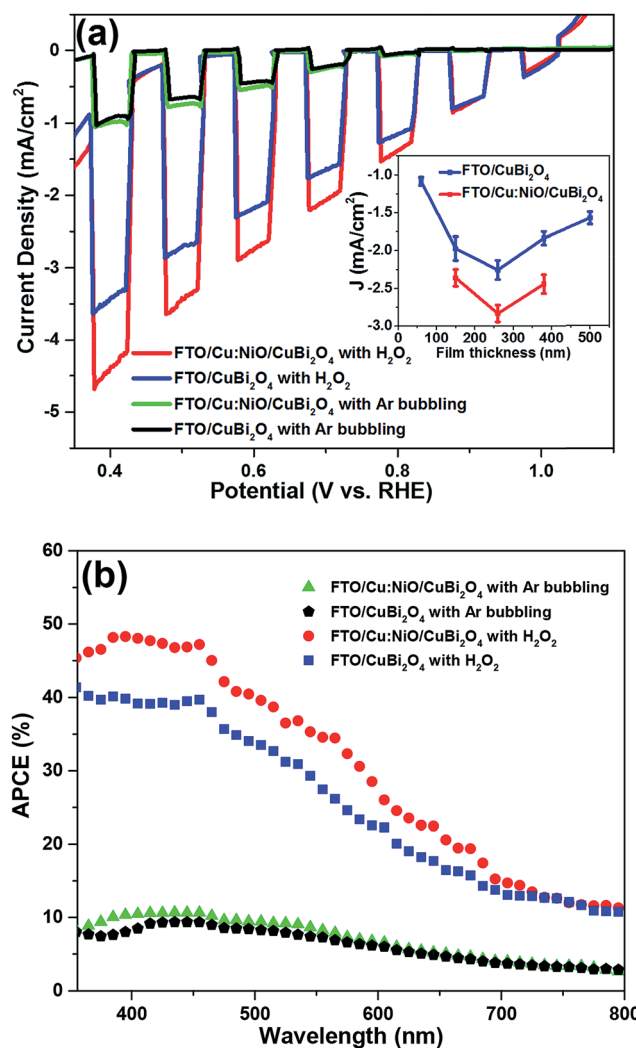 (a)
0
-1
-2
-3
-4
-5
Current Density (mA/cm²)
0.4
0.6
0.8
1.0
Potential (V vs. RHE)
FTO/Cu:NiO/CuBi₂O₄ with H₂O₂
FTO/CuBi₂O₄ with H₂O₂
FTO/Cu:NiO/CuBi₂O₄ with Ar bubbling
FTO/CuBi₂O₄ with Ar bubbling
FTO/CuBi₂O₄
FTO/Cu:NiO/CuBi₂O₄
-1.0
-1.5
-2.0
-2.5
-3.0
J (mA/cm²)
0 100 200 300 400 500
Film thickness (nm)
(b)
60
50
40
30
20
10
0
APCE (%)
FTO/Cu:NiO/CuBi₂O₄ with Ar bubbling
FTO/CuBi₂O₄ with Ar bubbling
FTO/Cu:NiO/CuBi₂O₄ with H₂O₂
FTO/CuBi₂O₄ with H₂O₂
400
500
600
700
800
Wavelength (nm)